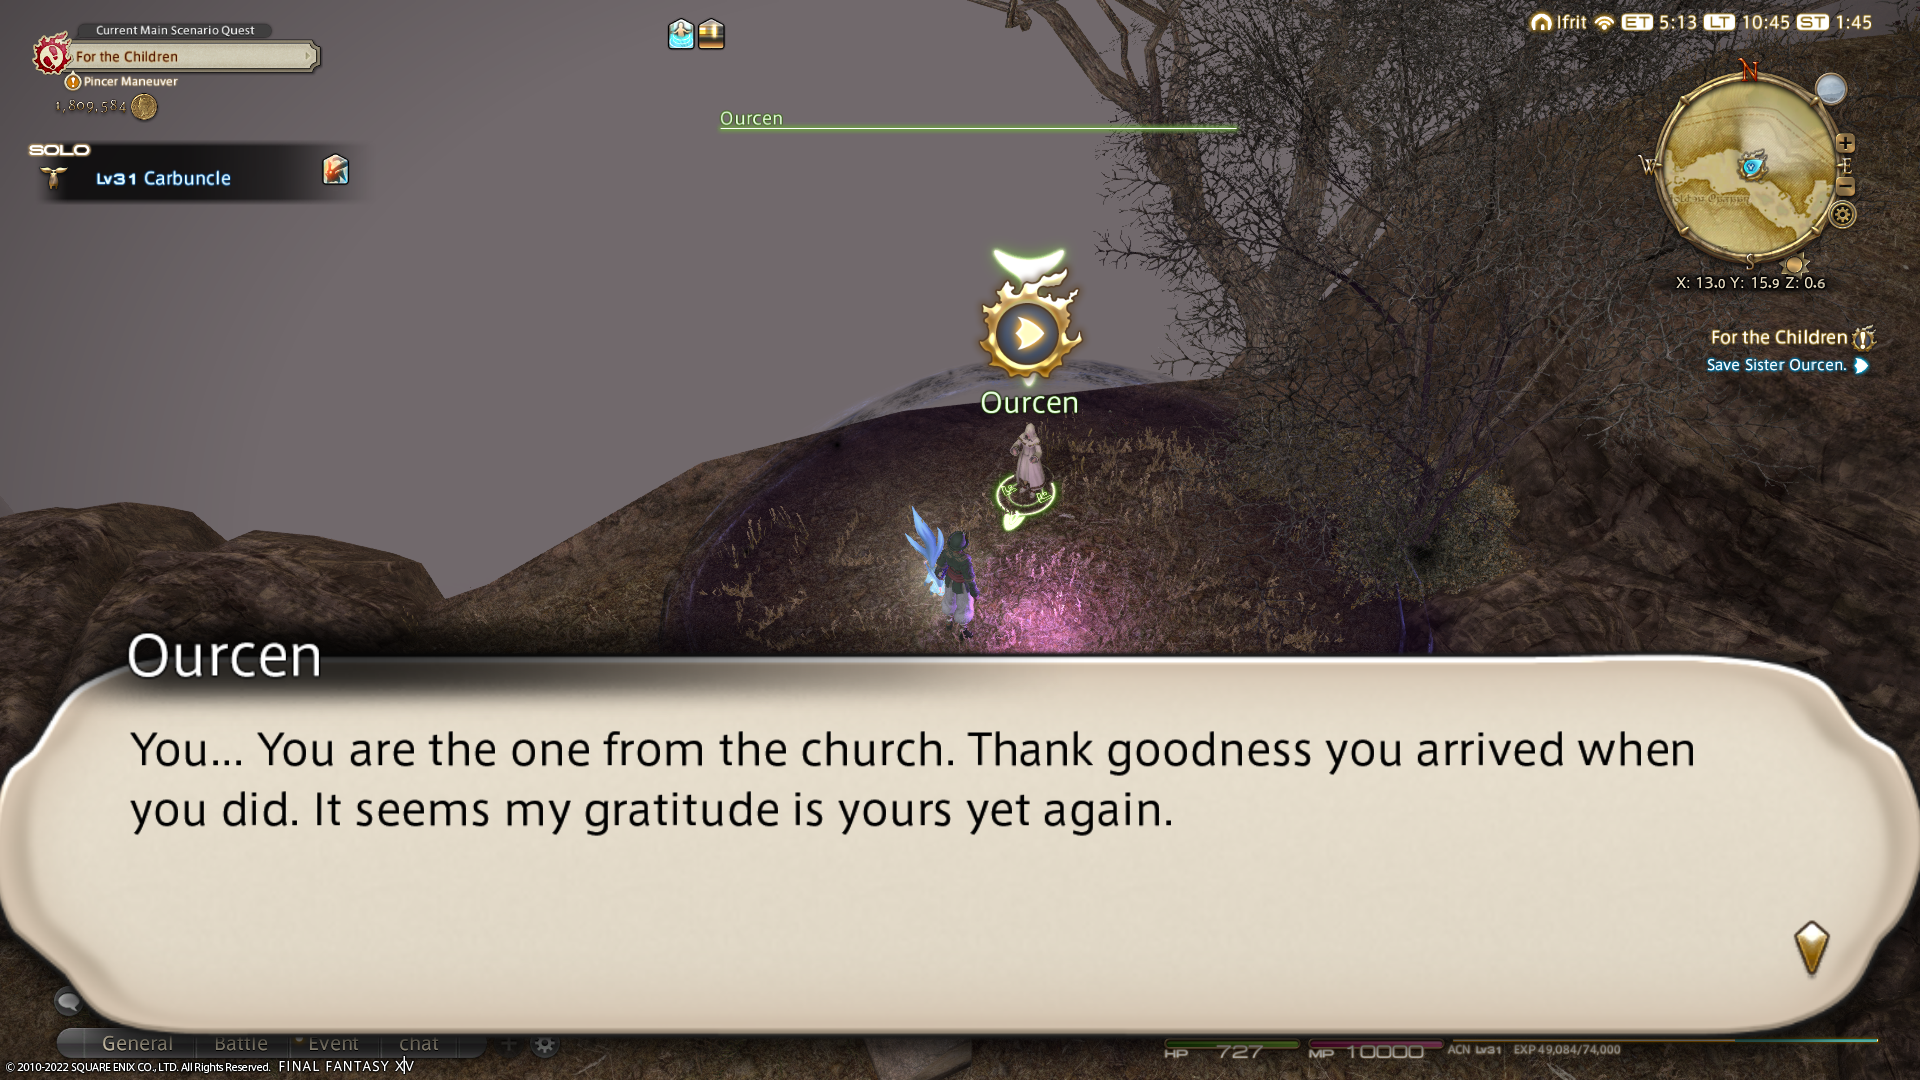 Current Main Scenario Quest
For the Children
Pincer Maneuver
1,809,584
SOLO
Lv31 Carbuncle
Ourcen
Ifrit ET 5:13 LT 10:45 ST 1:45
N
W
E
S
X: 13.0 Y: 15.9 Z: 0.6
For the Children
Save Sister Ourcen.
Ourcen
Ourcen
You... You are the one from the church. Thank goodness you arrived when
you did. It seems my gratitude is yours yet again.
General Battle Event chat
HP 727 MP 10000 ACN Lv31 EXP 49,084/74,000
© 2010-2022 SQUARE ENIX CO., LTD. All Rights Reserved. FINAL FANTASY XIV